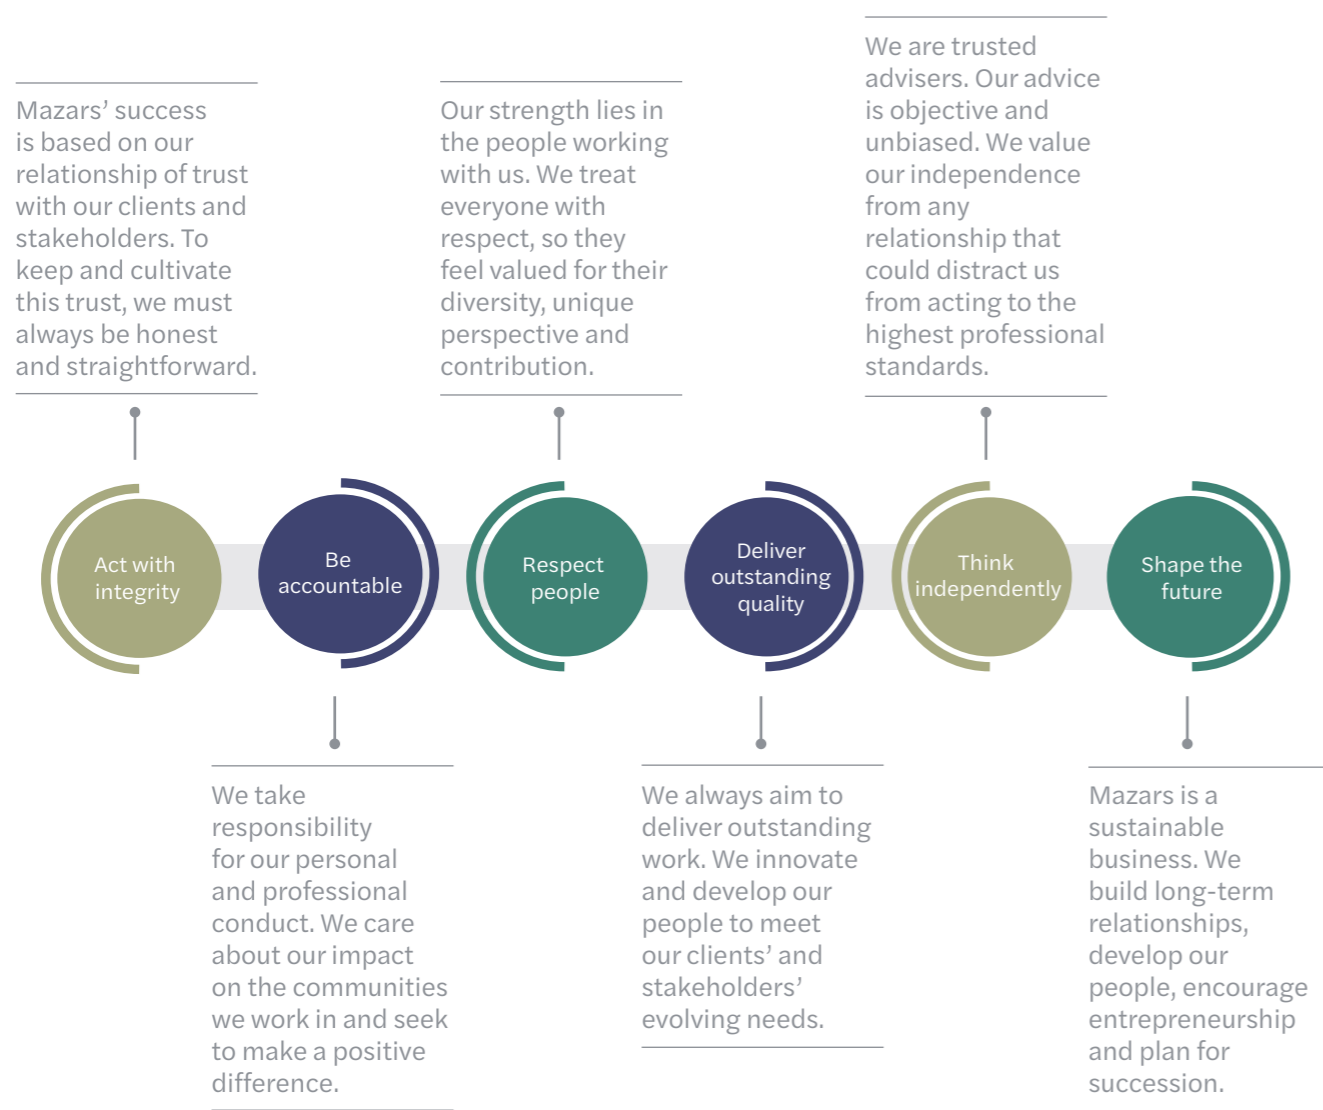 Mazars’ success
is based on our
relationship of trust
with our clients and
stakeholders. To
keep and cultivate
this trust, we must
always be honest
and straightforward.
Our strength lies in
the people working
with us. We treat
everyone with
respect, so they
feel valued for their
diversity, unique
perspective and
contribution.
We are trusted
advisers. Our advice
is objective and
unbiased. We value
our independence
from any
relationship that
could distract us
from acting to the
highest professional
standards.
Act with
integrity
Be
accountable
Respect
people
Deliver
outstanding
quality
Think
independently
Shape the
future
We take
responsibility
for our personal
and professional
conduct. We care
about our impact
on the communities
we work in and seek
to make a positive
difference.
We always aim to
deliver outstanding
work. We innovate
and develop our
people to meet
our clients’ and
stakeholders’
evolving needs.
Mazars is a
sustainable
business. We
build long-term
relationships,
develop our
people, encourage
entrepreneurship
and plan for
succession.